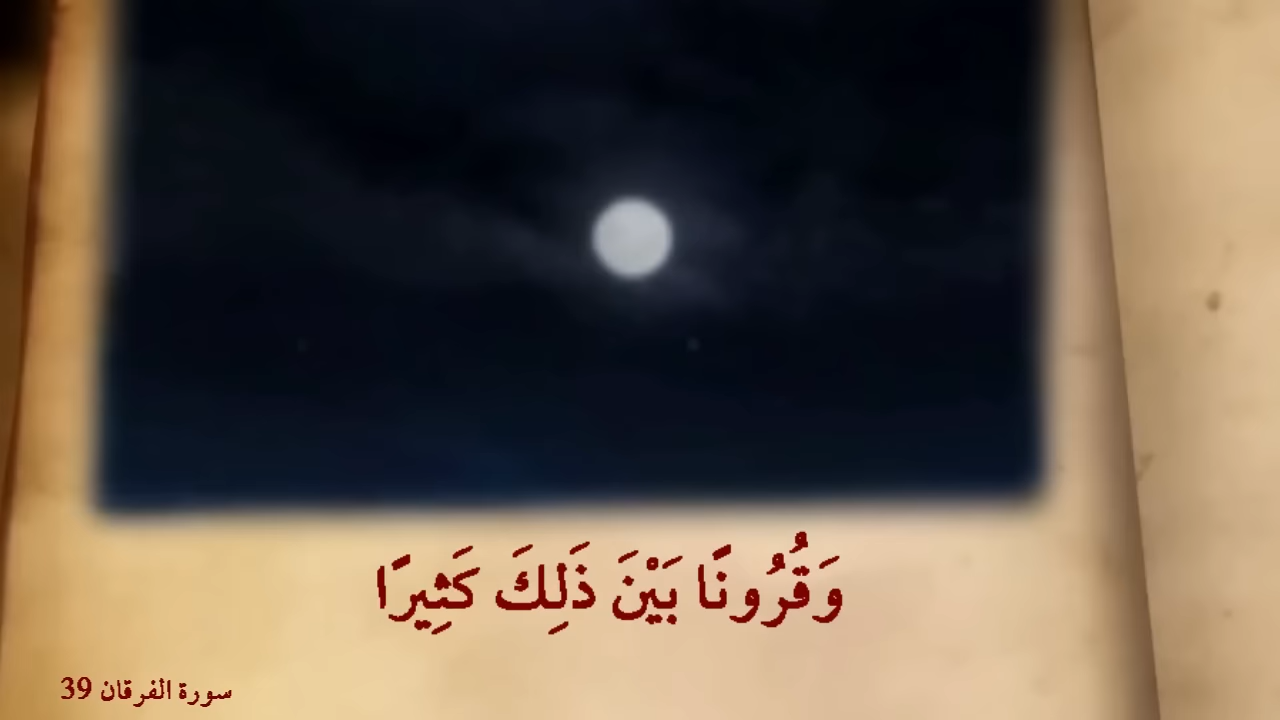 وَقُرُونًا بَيْنَ ذَلِكَ كَثِيرًا
سورة الفرقان 39